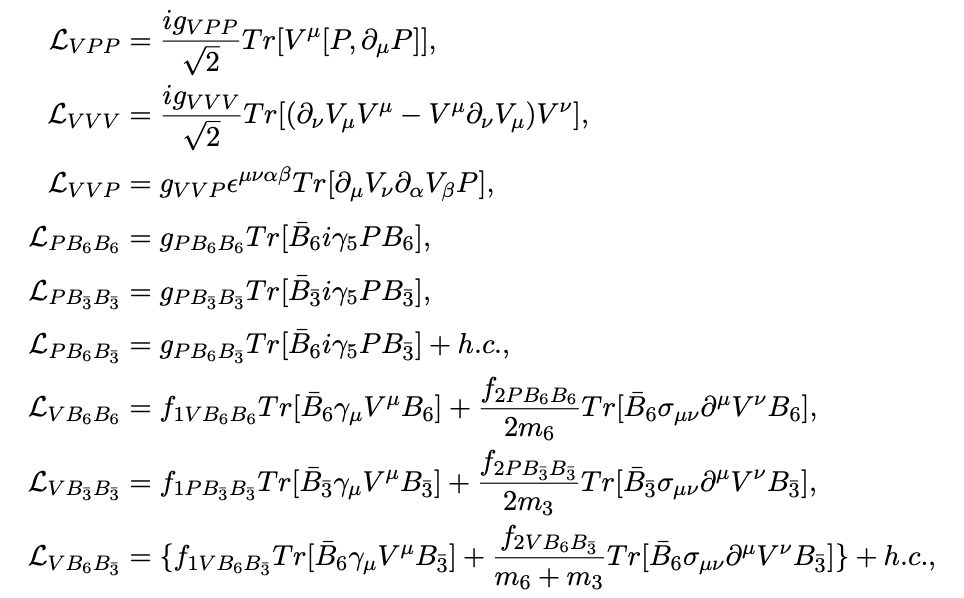 \mathcal{L}_{VPP} = \frac{ig_{VPP}}{\sqrt{2}} Tr[V^{\mu}[P, \partial_{\mu}P]],
\mathcal{L}_{VVV} = \frac{ig_{VVV}}{\sqrt{2}} Tr[(\partial_{\nu}V_{\mu}V^{\mu} - V^{\mu}\partial_{\nu}V_{\mu})V^{\nu}],
\mathcal{L}_{VVP} = g_{VVP}\epsilon^{\mu\nu\alpha\beta} Tr[\partial_{\mu}V_{\nu}\partial_{\alpha}V_{\beta}P],
\mathcal{L}_{PB_6B_6} = g_{PB_6B_6} Tr[\bar{B}_6 i\gamma_5 PB_6],
\mathcal{L}_{PB_{\bar{3}}B_{\bar{3}}} = g_{PB_{\bar{3}}B_{\bar{3}}} Tr[\bar{B}_{\bar{3}} i\gamma_5 PB_{\bar{3}}],
\mathcal{L}_{PB_6B_{\bar{3}}} = g_{PB_6B_{\bar{3}}} Tr[\bar{B}_6 i\gamma_5 PB_{\bar{3}}] + h.c.,
\mathcal{L}_{VB_6B_6} = f_{1VB_6B_6} Tr[\bar{B}_6 \gamma_{\mu} V^{\mu} B_6] + \frac{f_{2PB_6B_6}}{2m_6} Tr[\bar{B}_6 \sigma_{\mu\nu} \partial^{\mu} V^{\nu} B_6],
\mathcal{L}_{VB_{\bar{3}}B_{\bar{3}}} = f_{1PB_{\bar{3}}B_{\bar{3}}} Tr[\bar{B}_{\bar{3}} \gamma_{\mu} V^{\mu} B_{\bar{3}}] + \frac{f_{2PB_{\bar{3}}B_{\bar{3}}}}{2m_3} Tr[\bar{B}_{\bar{3}} \sigma_{\mu\nu} \partial^{\mu} V^{\nu} B_{\bar{3}}],
\mathcal{L}_{VB_6B_{\bar{3}}} = \{f_{1VB_6B_{\bar{3}}} Tr[\bar{B}_6 \gamma_{\mu} V^{\mu} B_{\bar{3}}] + \frac{f_{2VB_6B_{\bar{3}}}}{m_6 + m_3} Tr[\bar{B}_6 \sigma_{\mu\nu} \partial^{\mu} V^{\nu} B_{\bar{3}}]\} + h.c.,